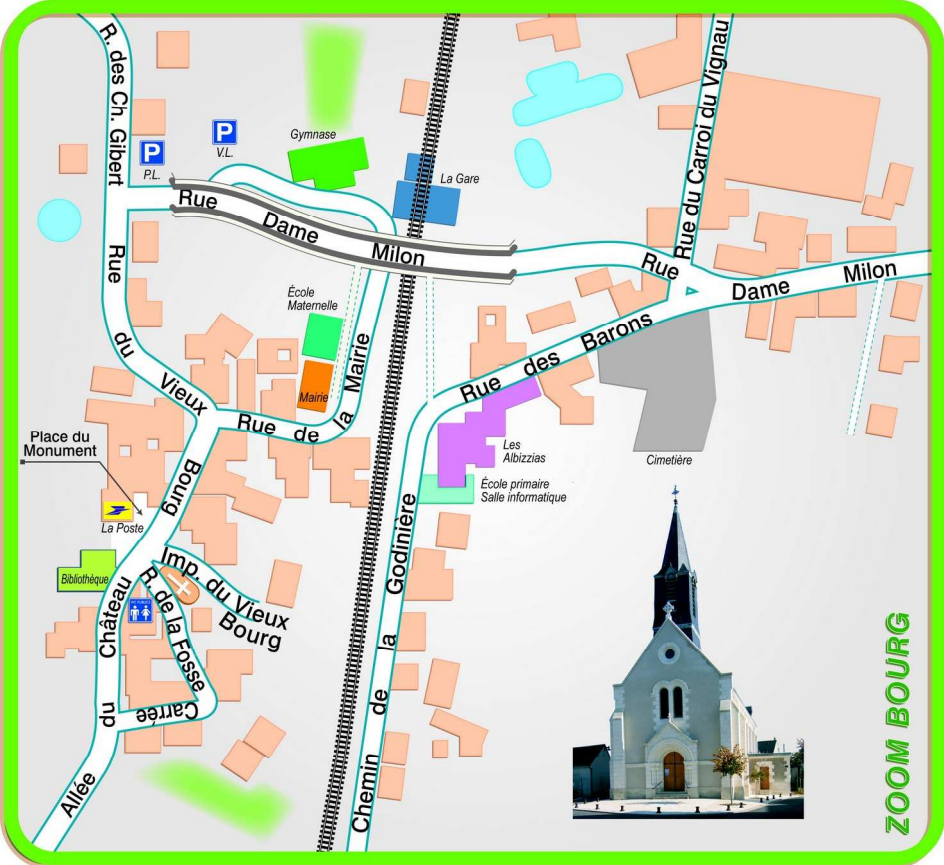 R. des Ch. Gibert
Rue du Carroi du Vignau
P
V.L.
P
P.L.
Gymnase
La Gare
Rue Dame Milon
Rue Dame Milon
École
Maternelle
Mairie
Rue du Vieux Bourg
Rue de la Mairie
Rue des Barons
Place du
Monument
La Poste
Les
Albizzias
École primaire
Salle informatique
Cimetière
Bibliothèque
Imp. du Vieux
Bourg
R. de la Fosse
Carrée
Allée du Château
Chemin de la Godinière
ZOOM BOURG